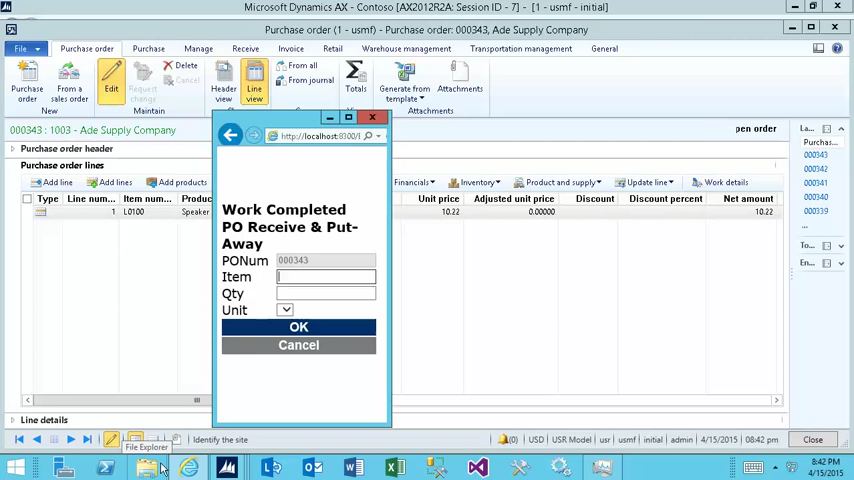 Microsoft Dynamics AX - Contoso [AX2012R2A: Session ID - 7] - [1 - usmf - initial]
Purchase order (1 - usmf) - Purchase order: 000343, Ade Supply Company
File Purchase order Purchase Manage Receive Invoice Retail Warehouse management Transportation management General
Purchase order
From a sales order
New
Edit
Request change
Delete
Cancel
Maintain
Header view
Line view
From all
From journal
Totals
Generate from template
Attachments
Attachments
000343 : 1003 - Ade Supply Company
pen order
Purchase order header
Purchase order lines
Add line Add lines Add products Financials Inventory Product and supply Update line Work details
Type Line num... Item num... Produc Unit price Adjusted unit price Discount Discount percent Net amount
1 L0100 Speaker 10.22 0.00000 10.22
http://localhost:8300/E
Work Completed
PO Receive & Put-
Away
PONum 000343
Item
Qty
Unit
OK
Cancel
La...
Purchas...
000343
000342
000341
000340
000339
...
To...
En...
Line details
File Explorer
Identify the site
(0) USD USR Model usr usmf initial admin 4/15/2015 08:42 pm Close
8:42 PM
4/15/2015